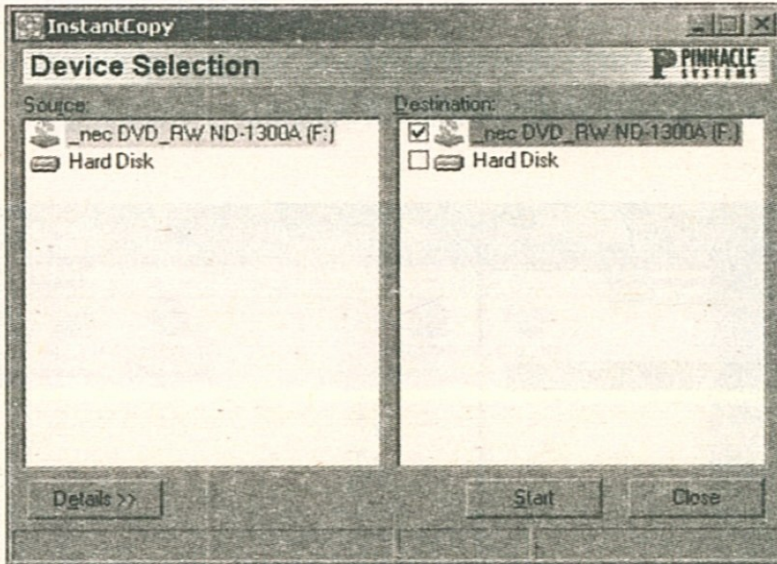 InstantCopy
Device Selection
PINNACLE
SYSTEMS
Source:
_nec DVD_RW ND-1300A (F:)
Hard Disk
Destination:
_nec DVD_RW ND-1300A (F:)
Hard Disk
Details >>
Start
Close